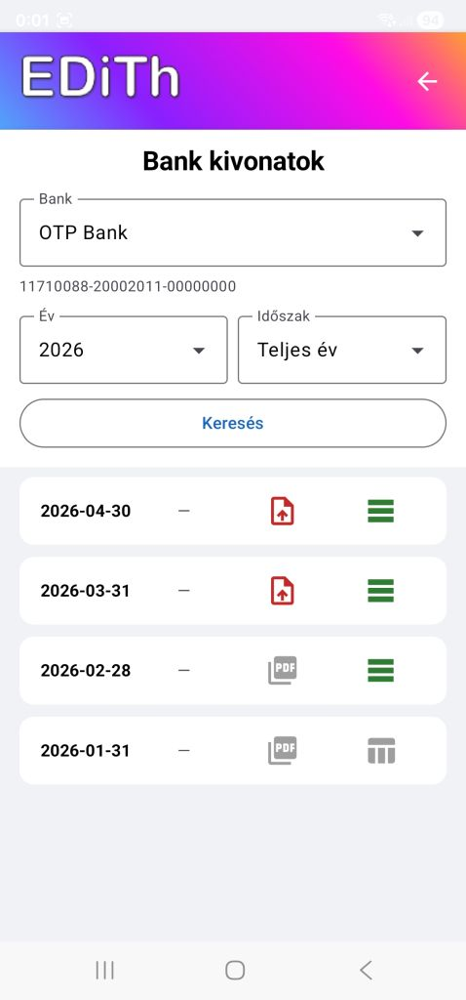 0:01
94
EDiTh
Bank kivonatok
Bank
OTP Bank
11710088-20002011-00000000
Év
Időszak
2026
Teljes év
Keresés
2026-04-30 –
2026-03-31 –
2026-02-28 – PDF
2026-01-31 – PDF